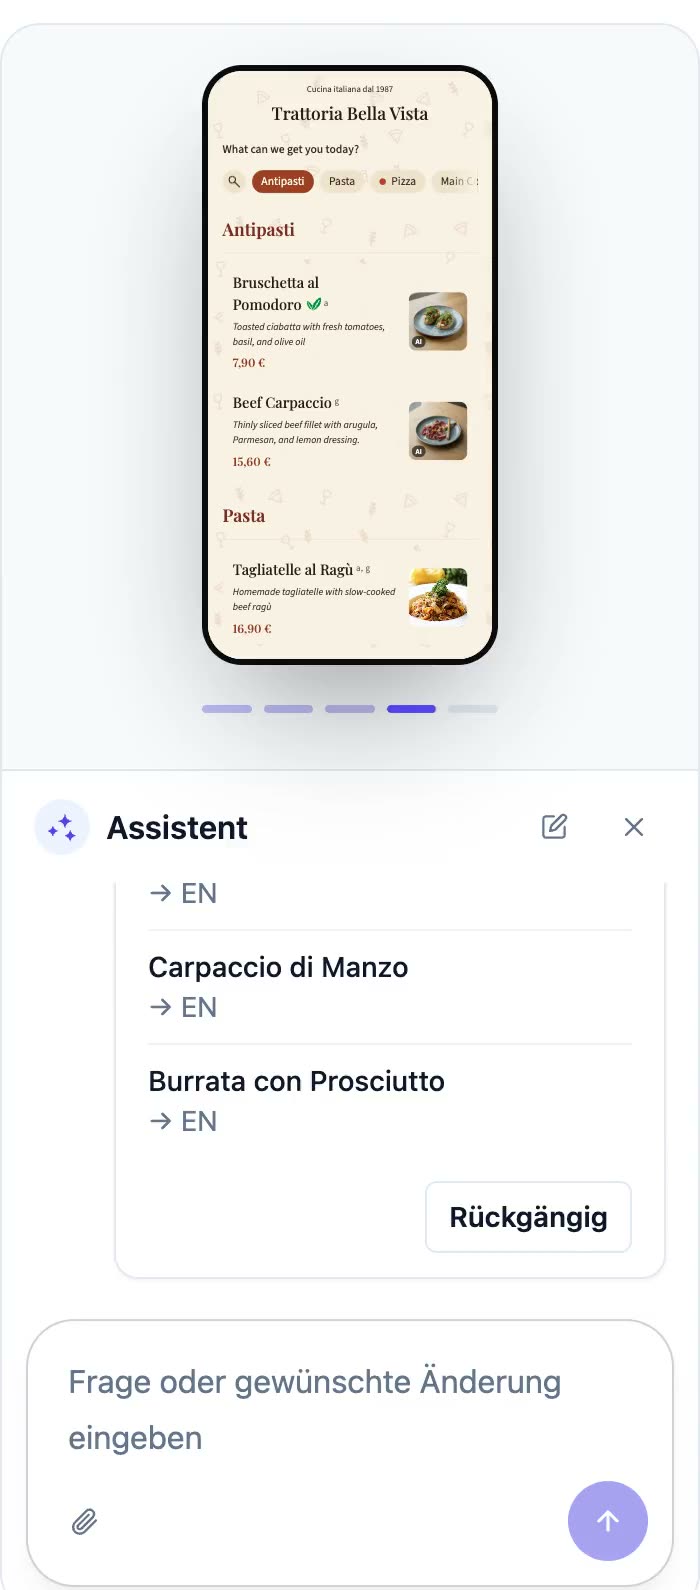 Cucina italiana dal 1987
Trattoria Bella Vista
What can we get you today?
Antipasti
Pasta
Pizza
Main C
Antipasti
Bruschetta al
Pomodoro a
Toasted ciabatta with fresh tomatoes,
basil, and olive oil
7,90 €
AI
Beef Carpaccio g
Thinly sliced beef fillet with arugula,
Parmesan, and lemon dressing.
15,60 €
AI
Pasta
Tagliatelle al Ragù a, g
Homemade tagliatelle with slow-cooked
beef ragù
16,90 €
Assistent
→ EN
Carpaccio di Manzo
→ EN
Burrata con Prosciutto
→ EN
Rückgängig
Frage oder gewünschte Änderung
eingeben